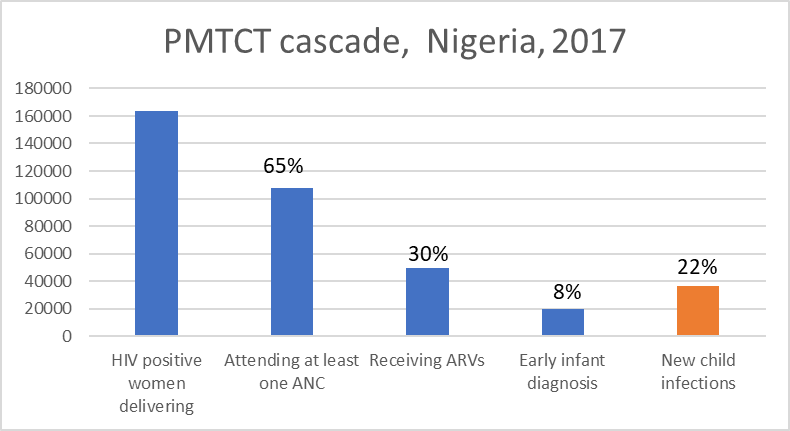 PMTCT cascade,  Nigeria, 2017
180000
160000
140000
120000
100000
80000
60000
40000
20000
0
65%
30%
8%
22%
HIV positive
women
delivering
Attending at least
one ANC
Receiving ARVs
Early infant
diagnosis
New child
infections